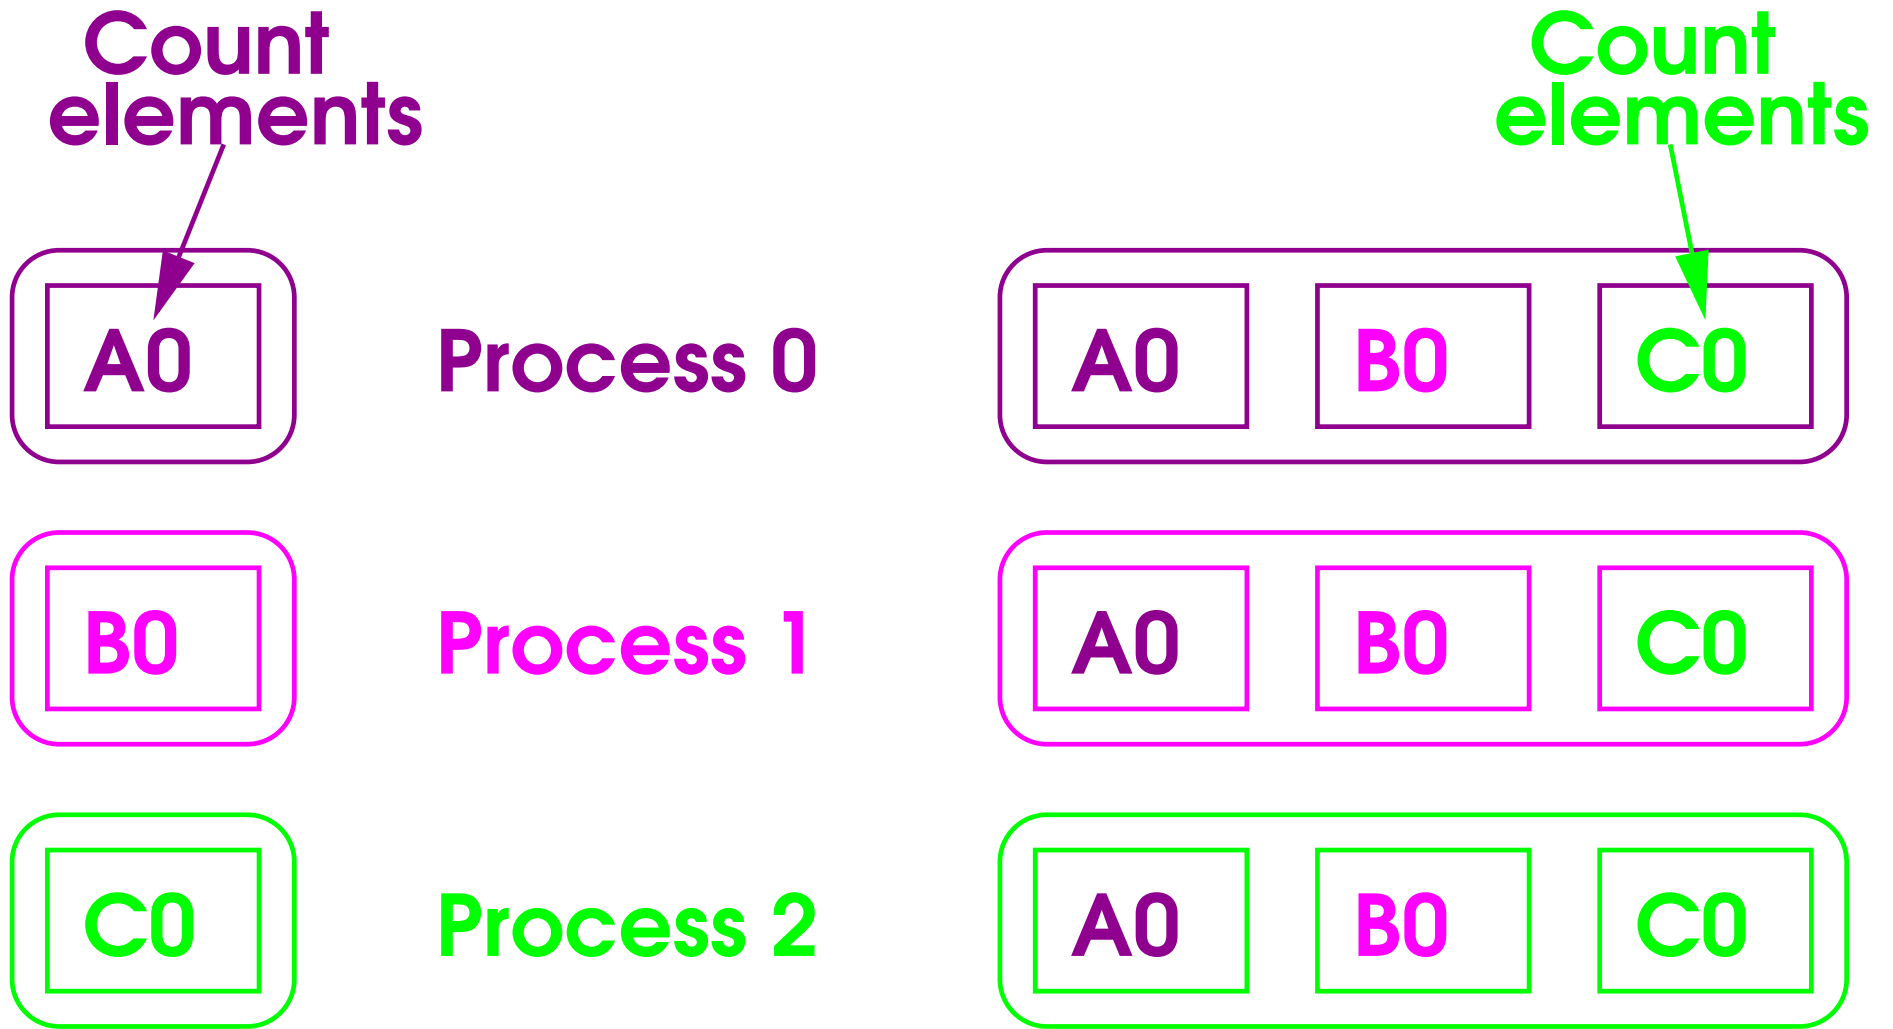 Count
elements
Count
elements
A0
Process 0
A0 B0 C0
B0
Process 1
A0 B0 C0
C0
Process 2
A0 B0 C0